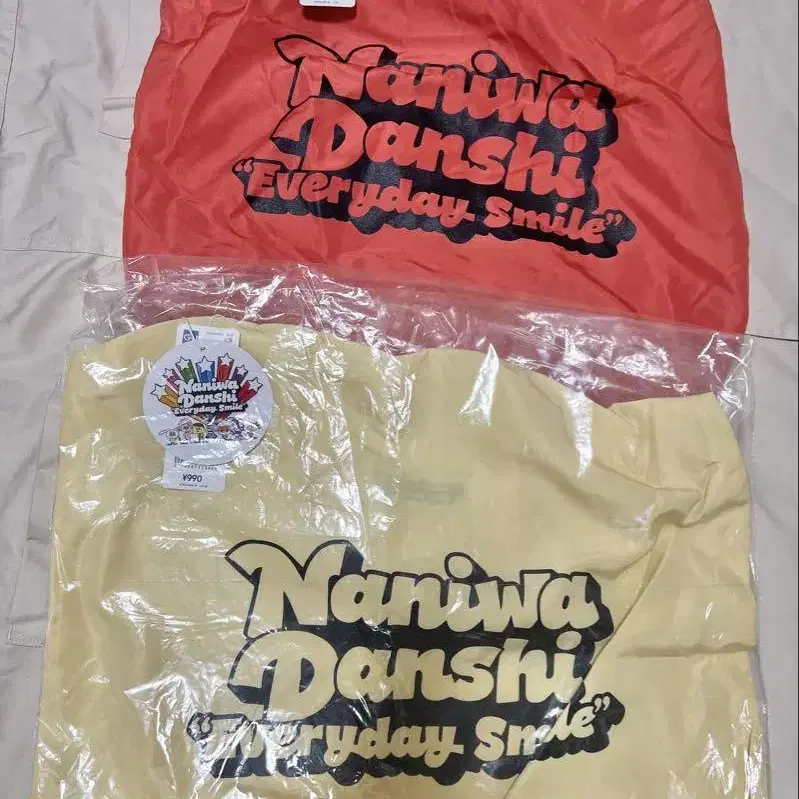 Naniwa
Danshi
“Everyday Smile”
Naniwa
Danshi
"Everyday Smile"
¥990
Naniwa
Danshi
“Everyday Smile”